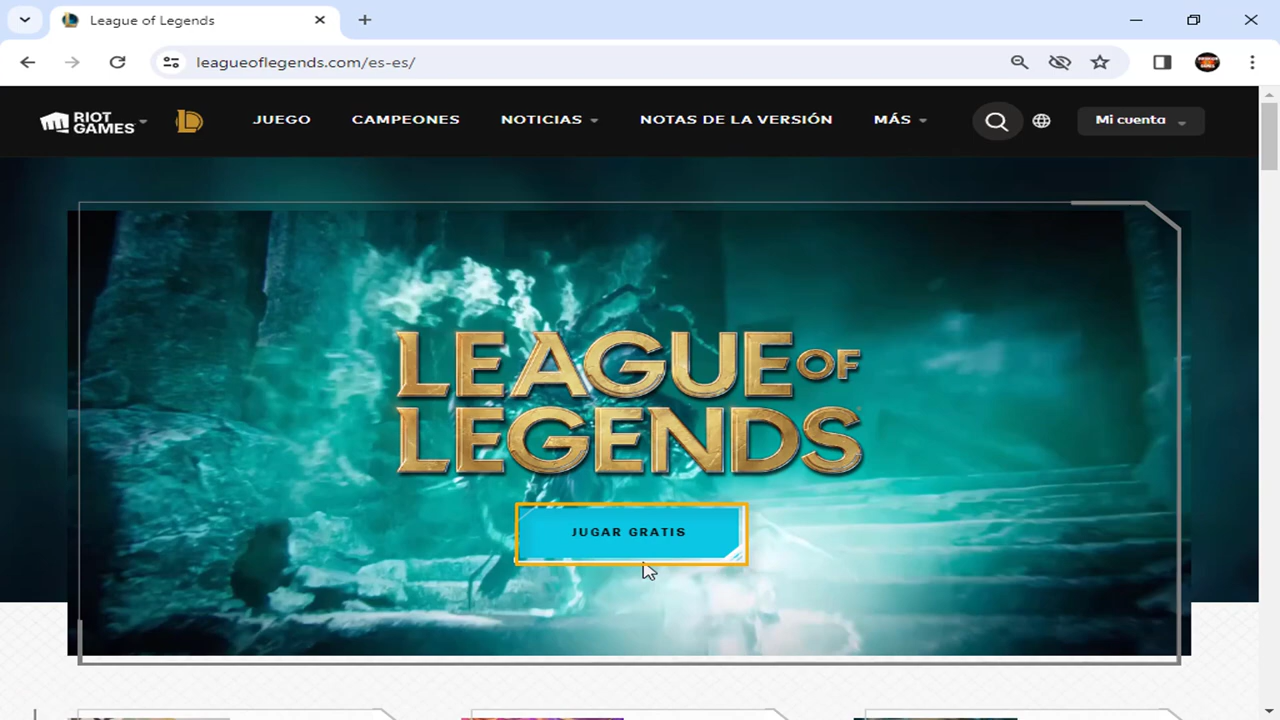 League of Legends
leagueoflegends.com/es-es/
RIOT GAMES
JUEGO
CAMPEONES
NOTICIAS
NOTAS DE LA VERSIÓN
MÁS
Mi cuenta
LEAGUE OF
LEGENDS
JUGAR GRATIS